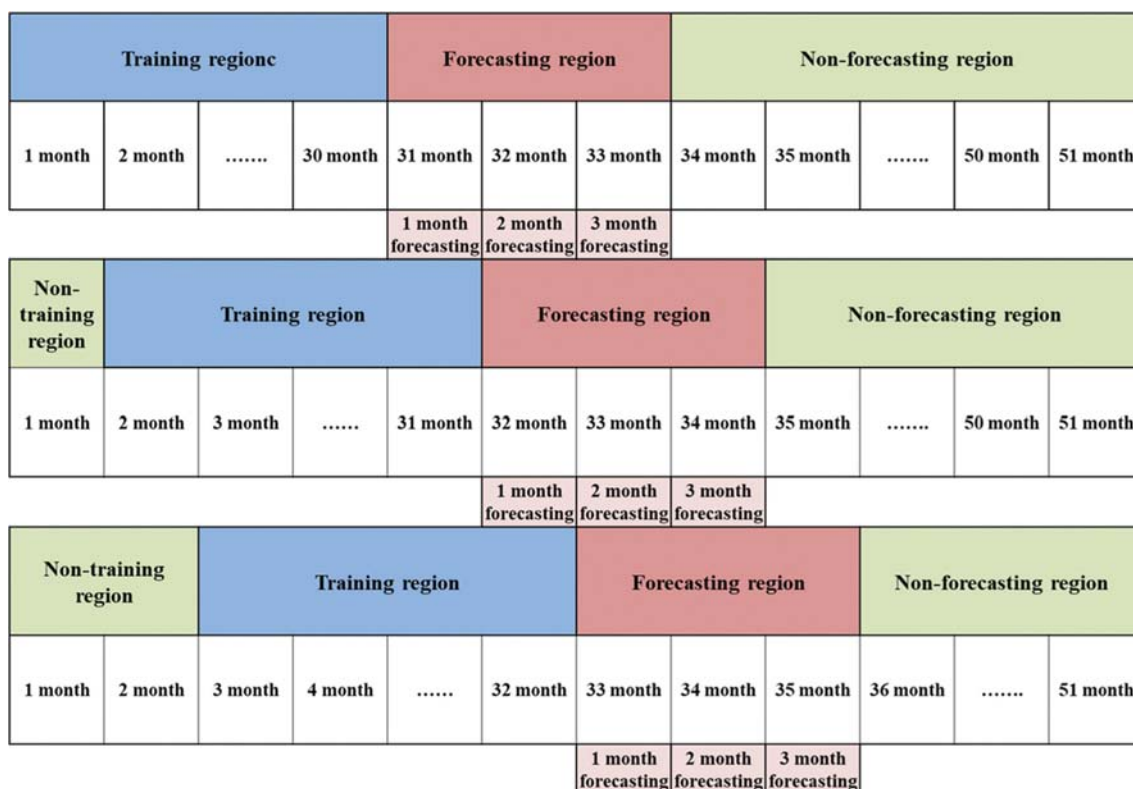 Training regionc Forecasting region Non-forecasting region
1 month 2 month ....... 30 month 31 month 32 month 33 month 34 month 35 month ....... 50 month 51 month
1 month 2 month 3 month
forecasting forecasting forecasting
Non-
training
region
Training region Forecasting region Non-forecasting region
1 month 2 month 3 month ...... 31 month 32 month 33 month 34 month 35 month ....... 50 month 51 month
1 month 2 month 3 month
forecasting forecasting forecasting
Non-training
region
Training region Forecasting region Non-forecasting region
1 month 2 month 3 month 4 month ...... 32 month 33 month 34 month 35 month 36 month ....... 51 month
1 month 2 month 3 month
forecasting forecasting forecasting